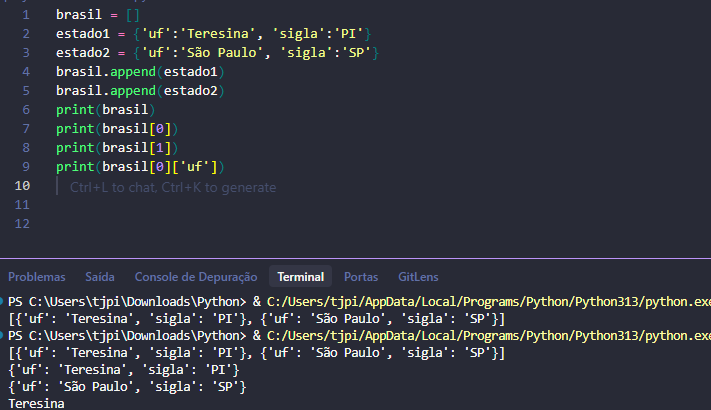 1 brasil = []
2 estado1 = {'uf':'Teresina', 'sigla':'PI'}
3 estado2 = {'uf':'São Paulo', 'sigla':'SP'}
4 brasil.append(estado1)
5 brasil.append(estado2)
6 print(brasil)
7 print(brasil[0])
8 print(brasil[1])
9 print(brasil[0]['uf'])
10 Ctrl+L to chat, Ctrl+K to generate
11
12
Problemas Saída Console de Depuração Terminal Portas GitLens
PS C:\Users\tjpi\Downloads\Python> & C:/Users/tjpi/AppData/Local/Programs/Python/Python313/python.exe
[{'uf': 'Teresina', 'sigla': 'PI'}, {'uf': 'São Paulo', 'sigla': 'SP'}]
PS C:\Users\tjpi\Downloads\Python> & C:/Users/tjpi/AppData/Local/Programs/Python/Python313/python.exe
[{'uf': 'Teresina', 'sigla': 'PI'}, {'uf': 'São Paulo', 'sigla': 'SP'}]
{'uf': 'Teresina', 'sigla': 'PI'}
{'uf': 'São Paulo', 'sigla': 'SP'}
Teresina